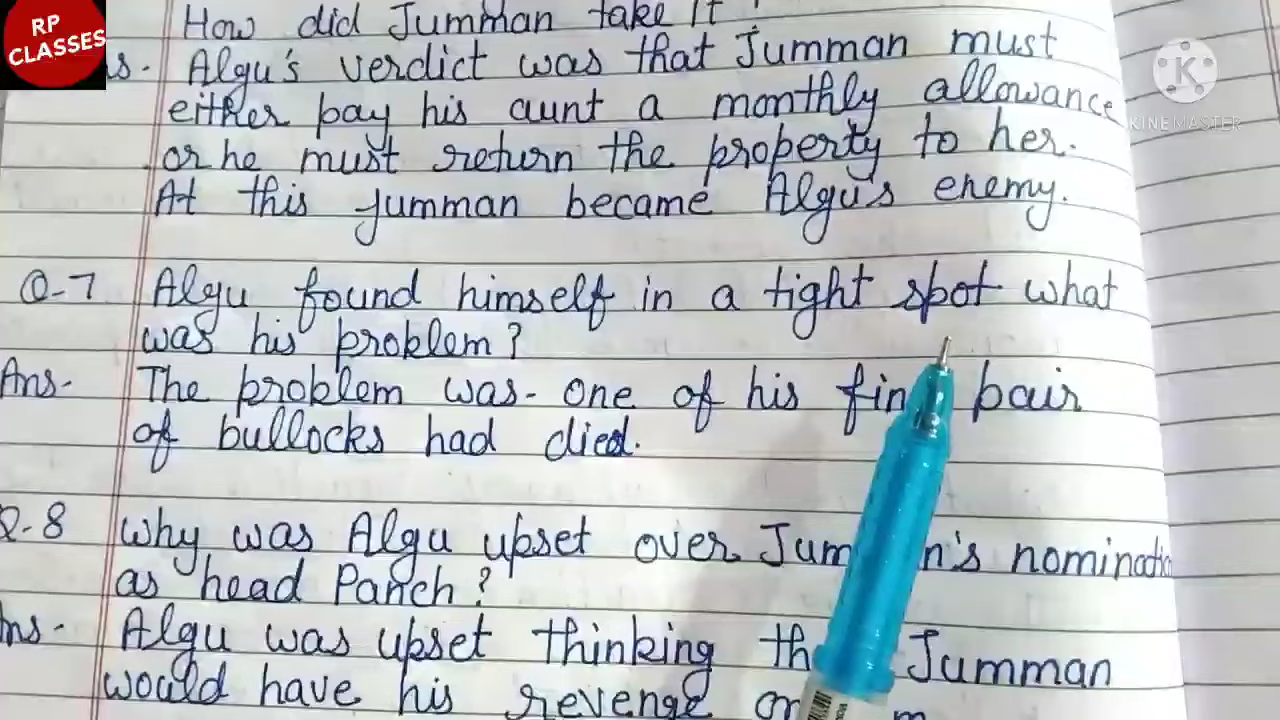 RP
CLASSES
How did Jumman take it
Ans. Algu's verdict was that Jumman must
either pay his aunt a monthly allowance
or he must return the property to her.
At this Jumman became Algu's enemy.
KINEMASTER
Q-7 Algu found himself in a tight spot what
was his problem?
Ans- The problem was- one of his fin pair
of bullocks had died.
Q-8 Why was Algu upset over Jum n's nominatio
as head Panch?
Ans- Algu was upset thinking th Jumman
would have his revenge